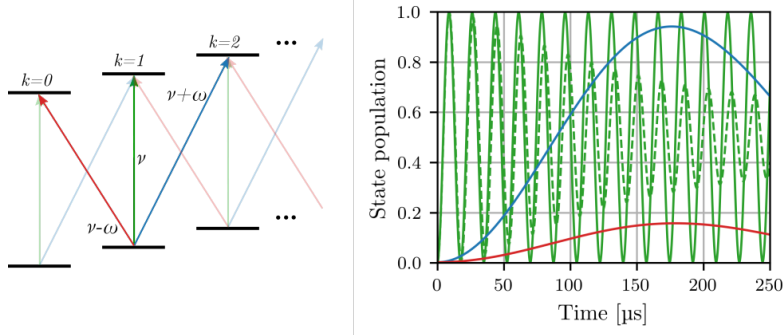 k=0
k=1
k=2
...
ν+ω
ν
ν-ω
...
State population
1.0
0.8
0.6
0.4
0.2
0.0
0
50
100
150
200
250
Time [µs]